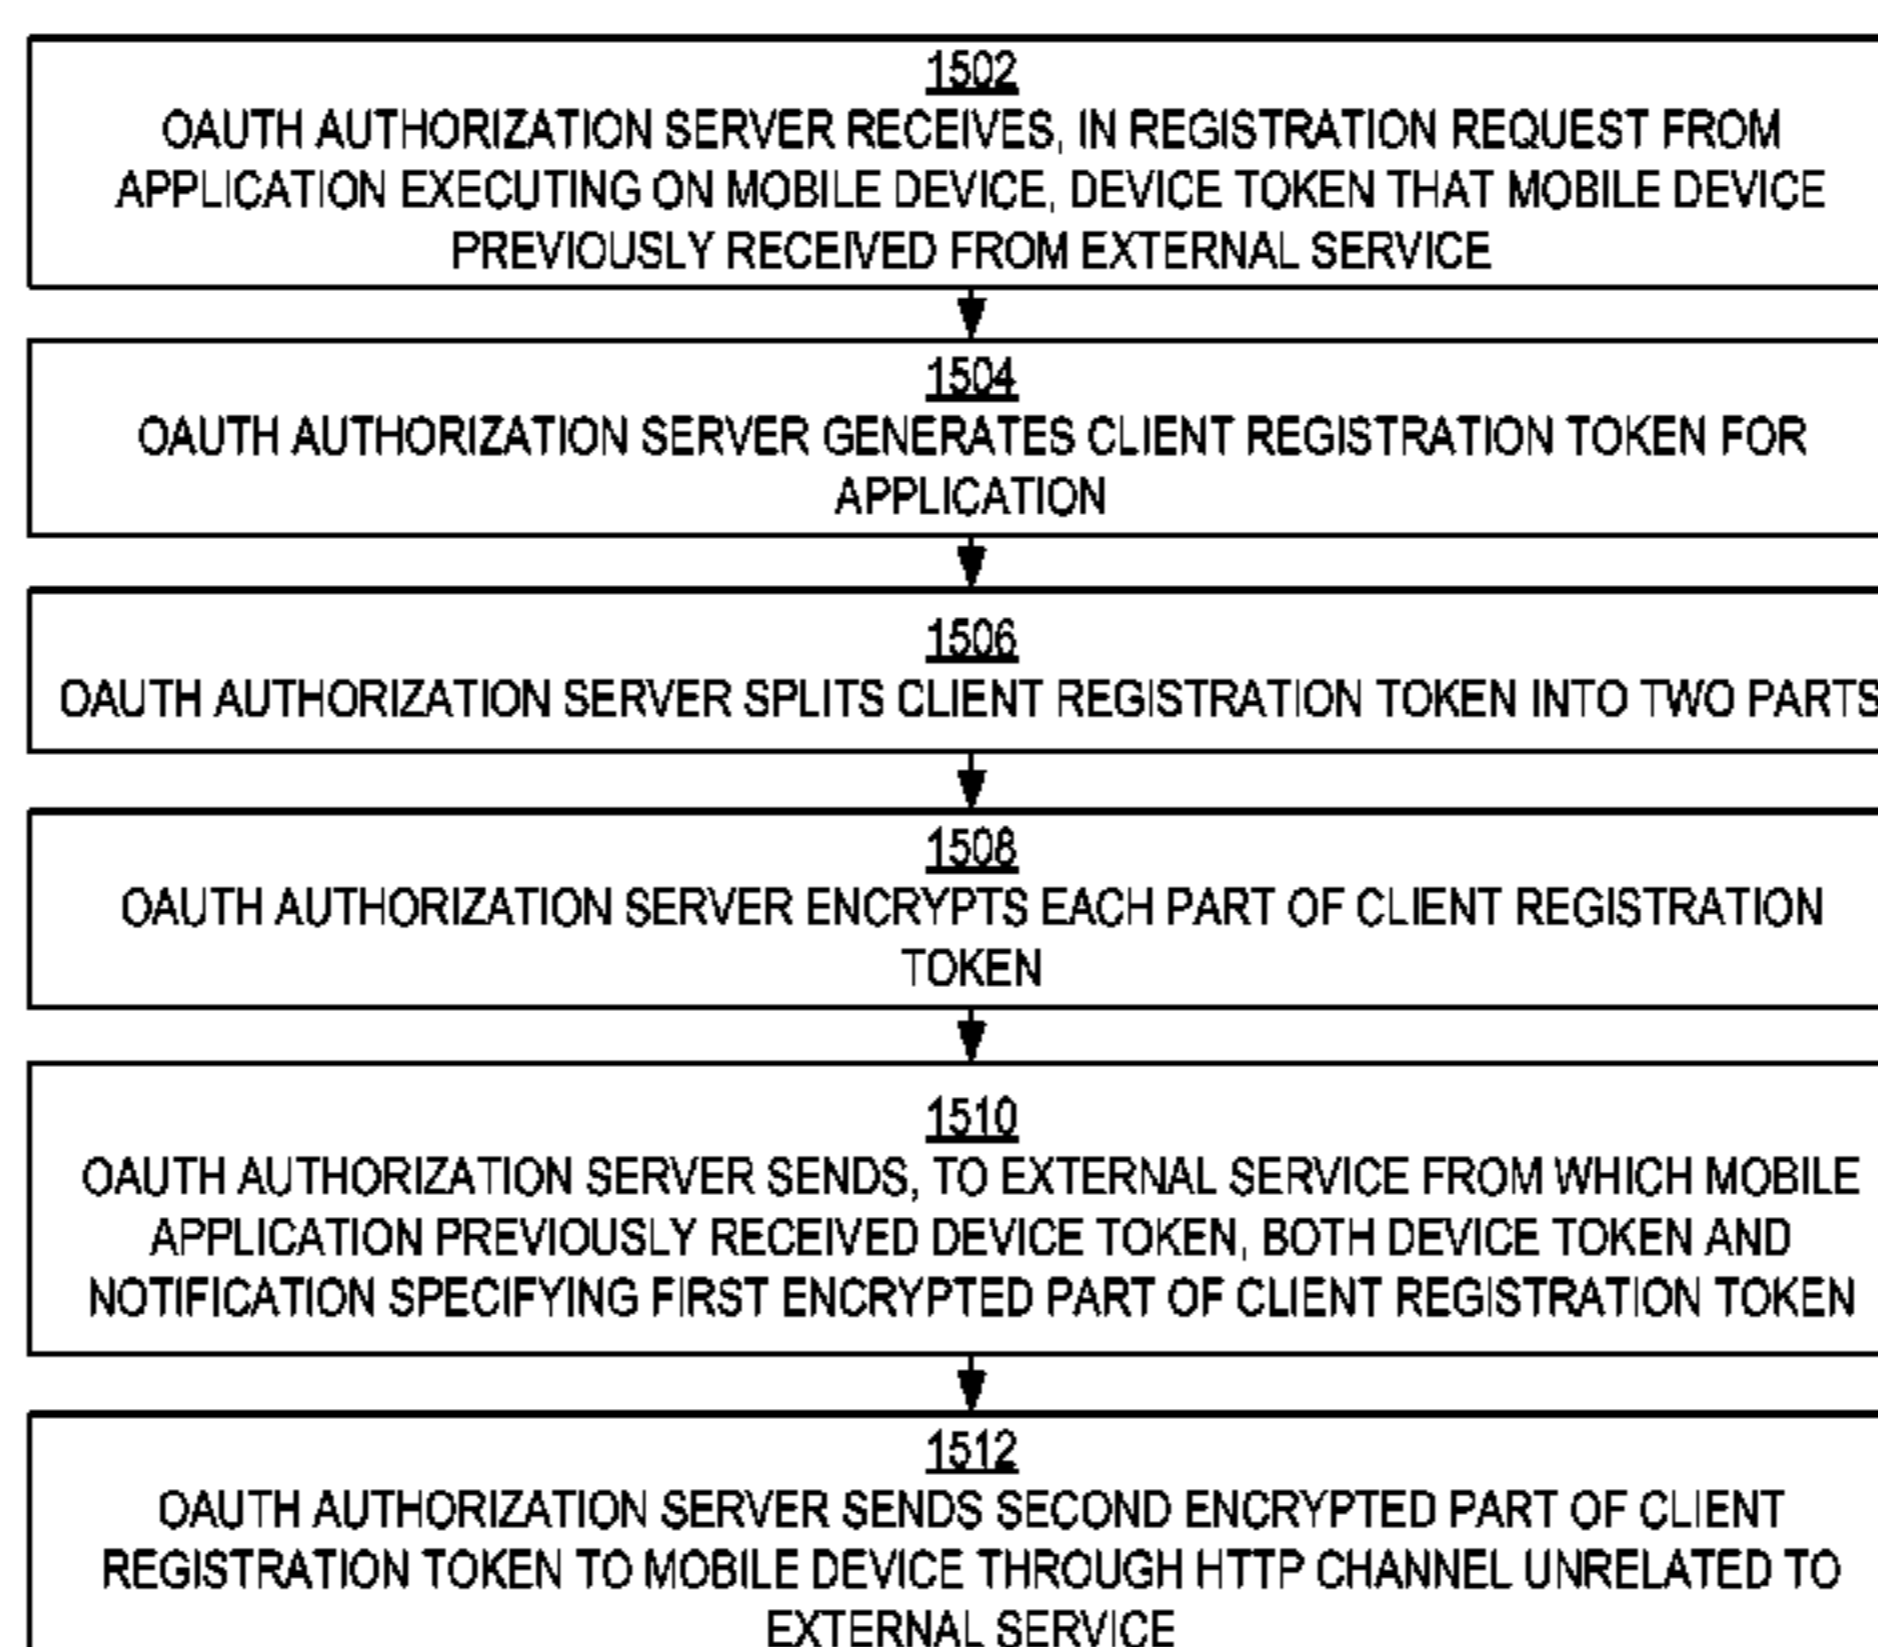 1502
OAUTH AUTHORIZATION SERVER RECEIVES, IN REGISTRATION REQUEST FROM
APPLICATION EXECUTING ON MOBILE DEVICE, DEVICE TOKEN THAT MOBILE DEVICE
PREVIOUSLY RECEIVED FROM EXTERNAL SERVICE
1504
OAUTH AUTHORIZATION SERVER GENERATES CLIENT REGISTRATION TOKEN FOR
APPLICATION
1506
OAUTH AUTHORIZATION SERVER SPLITS CLIENT REGISTRATION TOKEN INTO TWO PARTS
1508
OAUTH AUTHORIZATION SERVER ENCRYPTS EACH PART OF CLIENT REGISTRATION
TOKEN
1510
OAUTH AUTHORIZATION SERVER SENDS, TO EXTERNAL SERVICE FROM WHICH MOBILE
APPLICATION PREVIOUSLY RECEIVED DEVICE TOKEN, BOTH DEVICE TOKEN AND
NOTIFICATION SPECIFYING FIRST ENCRYPTED PART OF CLIENT REGISTRATION TOKEN
1512
OAUTH AUTHORIZATION SERVER SENDS SECOND ENCRYPTED PART OF CLIENT
REGISTRATION TOKEN TO MOBILE DEVICE THROUGH HTTP CHANNEL UNRELATED TO
EXTERNAL SERVICE